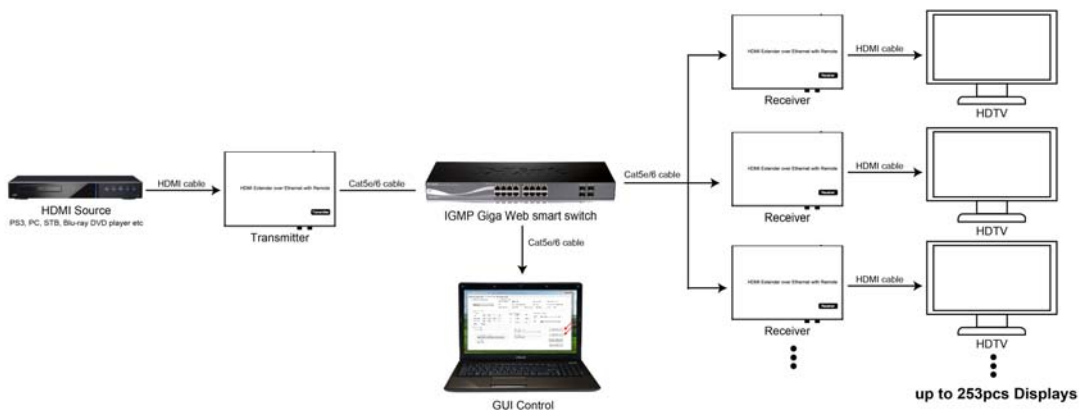 HDMI Source
PS3, PC, STB, Blu-ray DVD player etc
HDMI cable
HDMI Extender over Ethernet with Remote
Transmitter
Transmitter
Cat5e/6 cable
IGMP Giga Web smart switch
Cat5e/6 cable
GUI Control
Cat5e/6 cable
HDMI Extender over Ethernet with Remote
Receiver
Receiver
HDMI cable
HDTV
HDMI Extender over Ethernet with Remote
Receiver
Receiver
HDMI cable
HDTV
HDMI Extender over Ethernet with Remote
Receiver
Receiver
HDMI cable
HDTV
up to 253pcs Displays